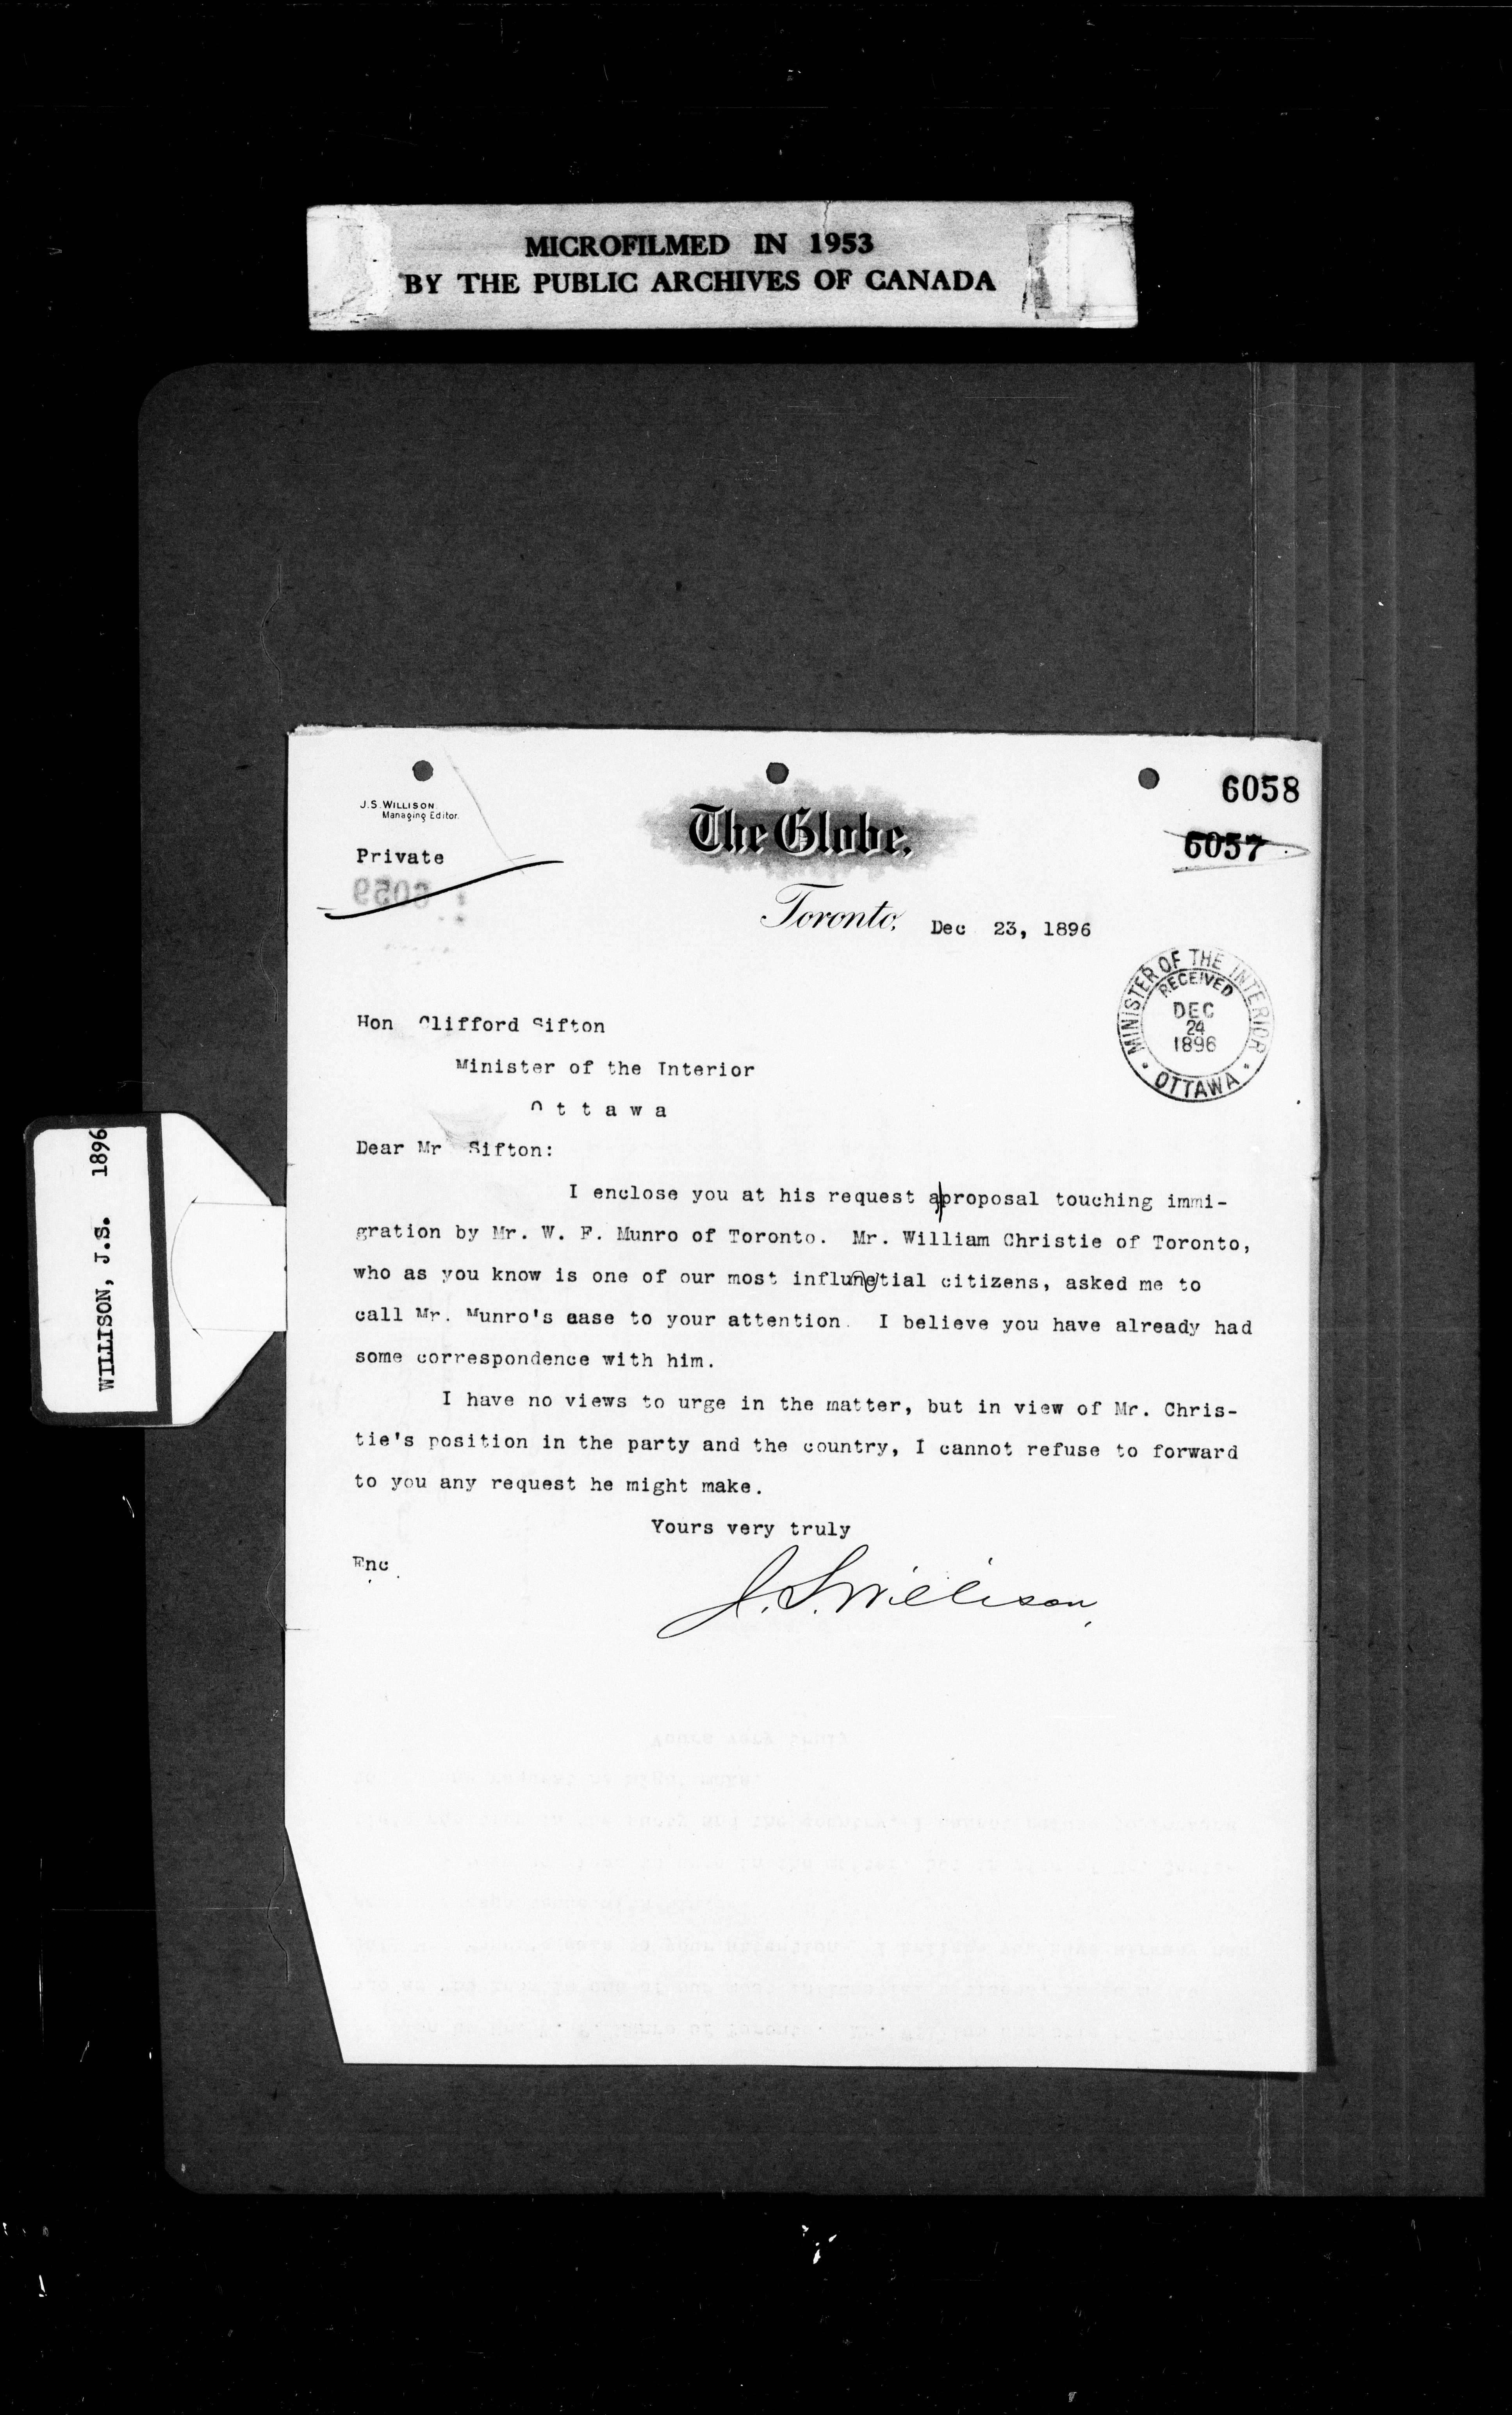 MICROFILMED IN 1953
BY THE PUBLIC ARCHIVES OF CANADA
6058
J.S. WILLISON.
Managing Editor.
The Globe,
6057
Private
6059
Toronto, Dec 23, 1896
MINISTER OF THE INTERIOR
RECEIVED
DEC
24
1896
OTTAWA
Hon Clifford Sifton
Minister of the Interior
O t t a w a
Dear Mr Sifton:
I enclose you at his request a proposal touching immi-
gration by Mr. W. F. Munro of Toronto. Mr. William Christie of Toronto,
who as you know is one of our most influnetial citizens, asked me to
call Mr. Munro's case to your attention. I believe you have already had
some correspondence with him.
I have no views to urge in the matter, but in view of Mr. Chris-
tie's position in the party and the country, I cannot refuse to forward
to you any request he might make.
Yours very truly
Enc.
J. S. Willison.
WILLISON, J.S. 1896